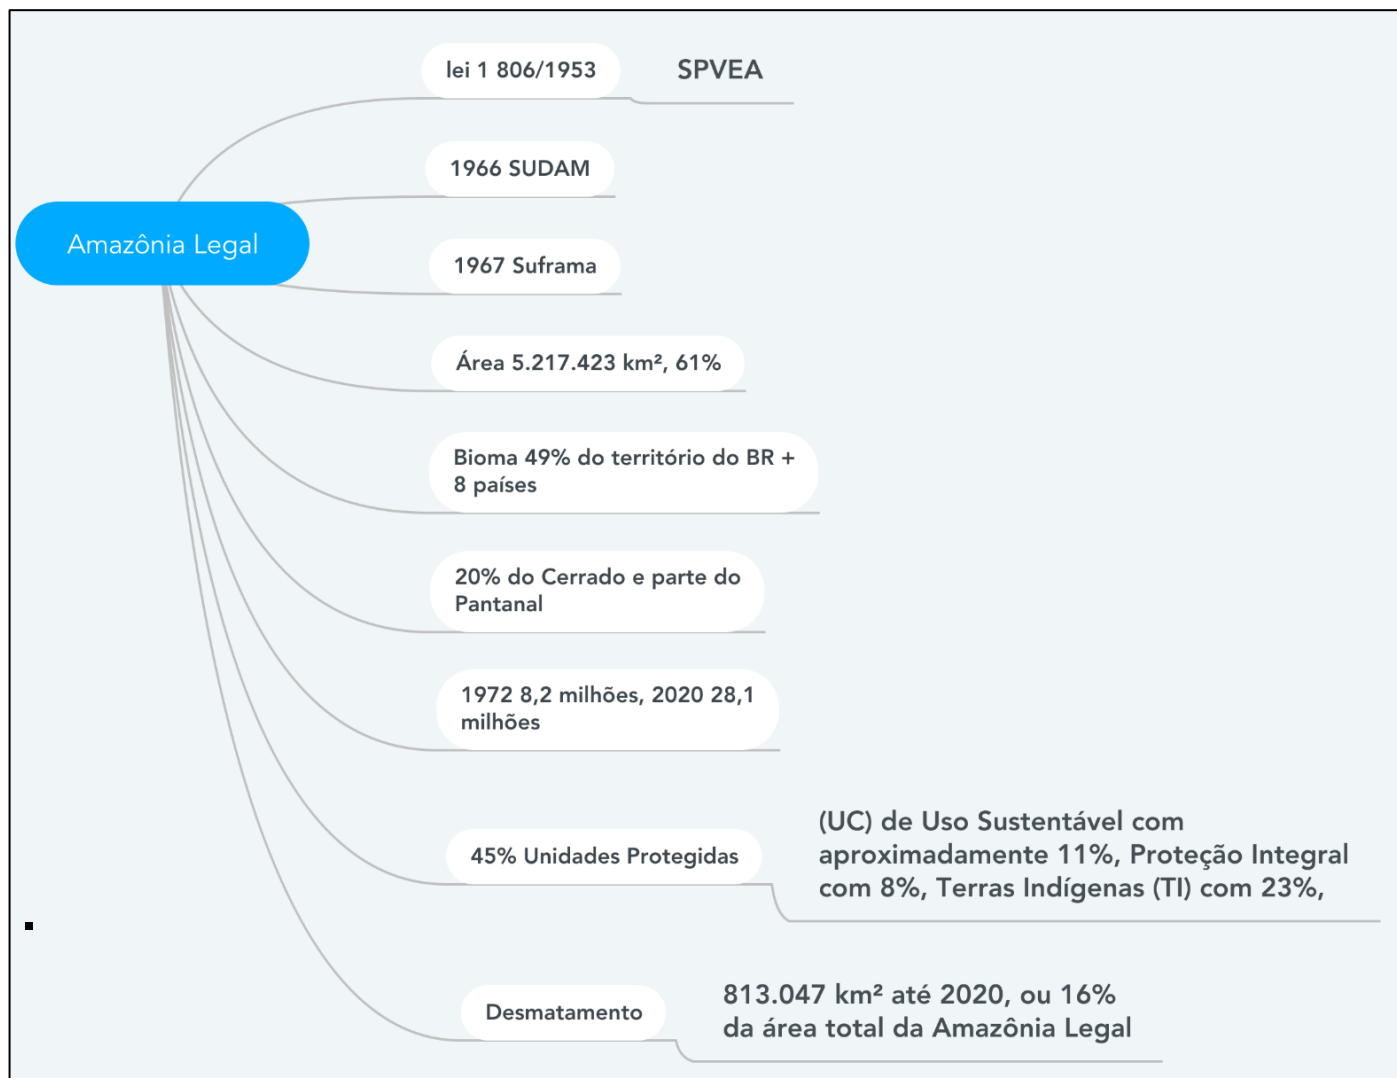 lei 1 806/1953
SPVEA
1966 SUDAM
Amazônia Legal
1967 Suframa
Área 5.217.423 km², 61%
Bioma 49% do território do BR +
8 países
20% do Cerrado e parte do
Pantanal
1972 8,2 milhões, 2020 28,1
milhões
45% Unidades Protegidas
(UC) de Uso Sustentável com
aproximadamente 11%, Proteção Integral
com 8%, Terras Indígenas (TI) com 23%,
Desmatamento
813.047 km² até 2020, ou 16%
da área total da Amazônia Legal